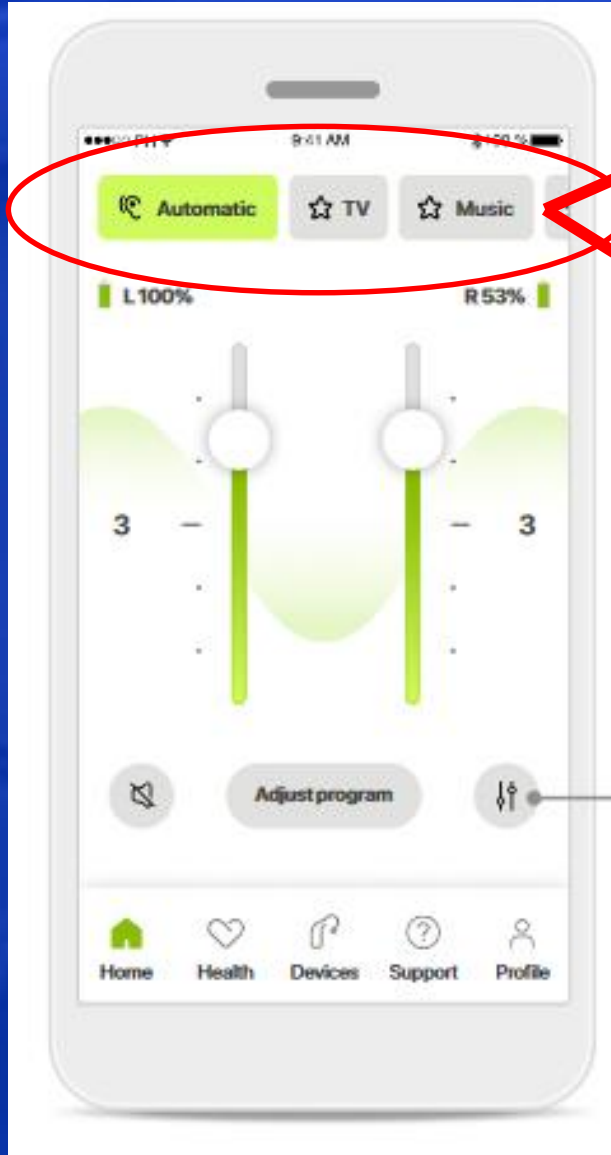 9:41 AM
Automatic
TV
Music
L 100%
R 53%
3
3
Adjust program
Home
Health
Devices
Support
Profile